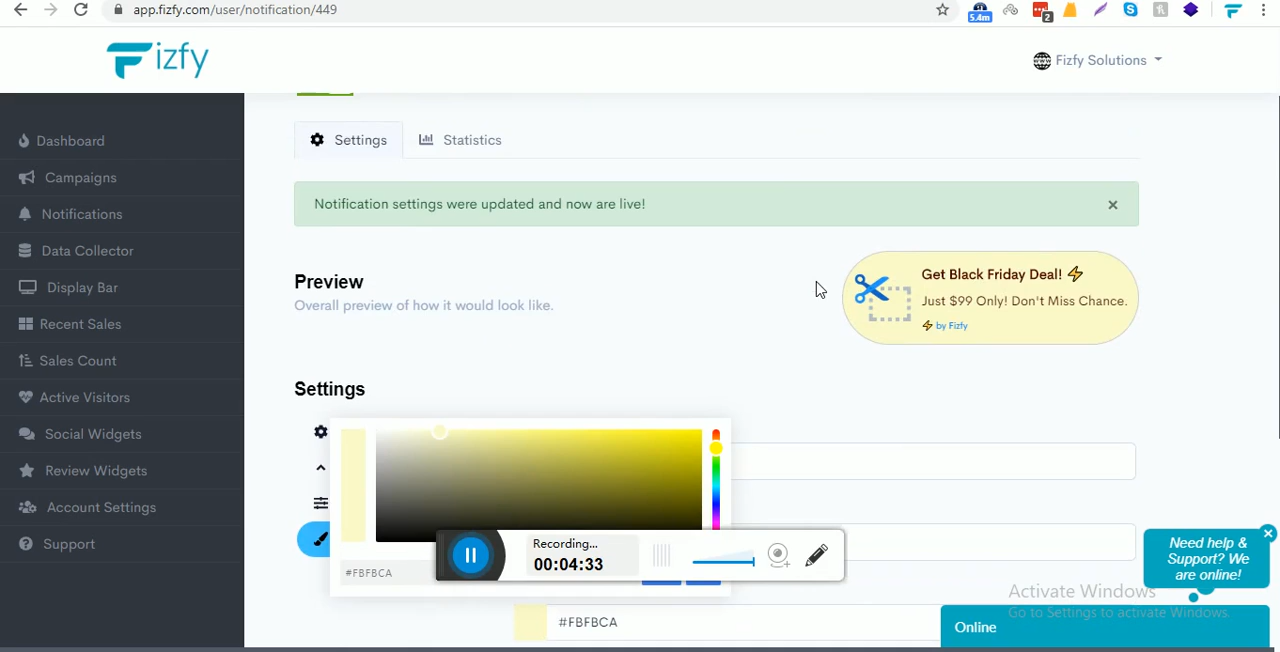 app.fizfy.com/user/notification/449
5.4m
2
Fizfy
Fizfy Solutions
Dashboard
Campaigns
Notifications
Data Collector
Display Bar
Recent Sales
Sales Count
Active Visitors
Social Widgets
Review Widgets
Account Settings
Support
Settings
Statistics
Notification settings were updated and now are live!
Preview
Overall preview of how it would look like.
Get Black Friday Deal! ⚡
Just $99 Only! Don't Miss Chance.
⚡ by Fizfy
Settings
#FBFBCA
Recording...
00:04:33
#FBFBCA
Need help &
Support? We
are online!
Activate Windows
Go to Settings to activate Windows.
Online